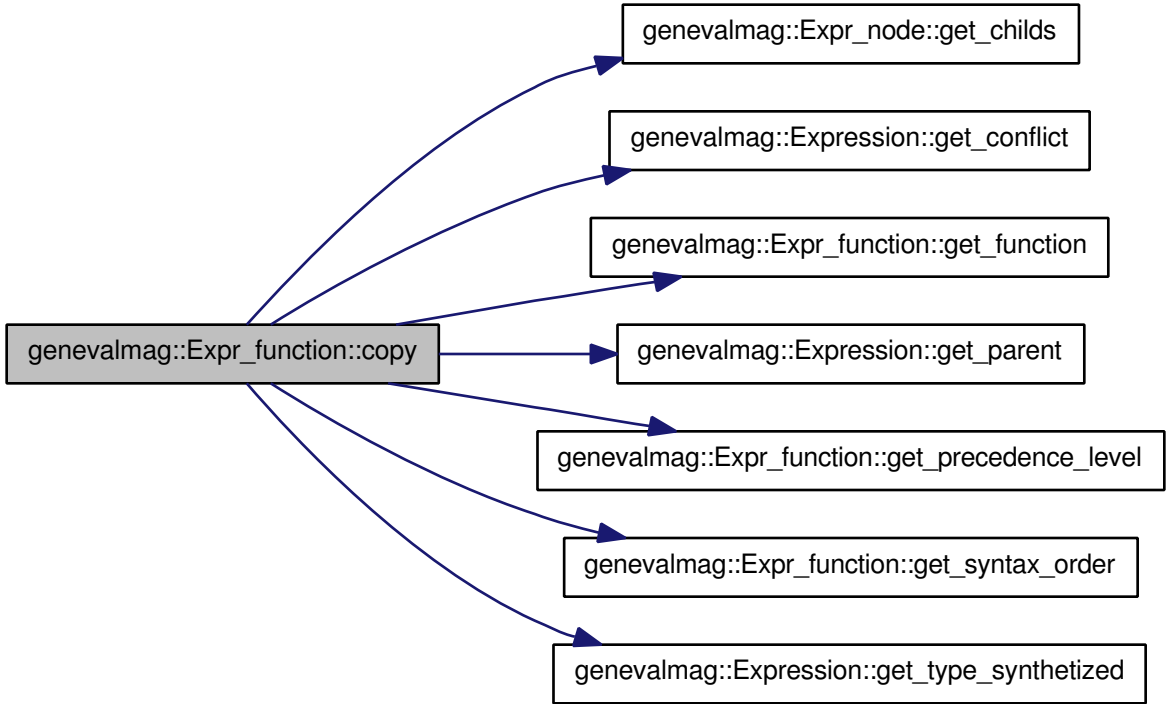 genevalmag::Expr_node::get_childs
genevalmag::Expression::get_conflict
genevalmag::Expr_function::get_function
genevalmag::Expr_function::copy
genevalmag::Expression::get_parent
genevalmag::Expr_function::get_precedence_level
genevalmag::Expr_function::get_syntax_order
genevalmag::Expression::get_type_synthetized